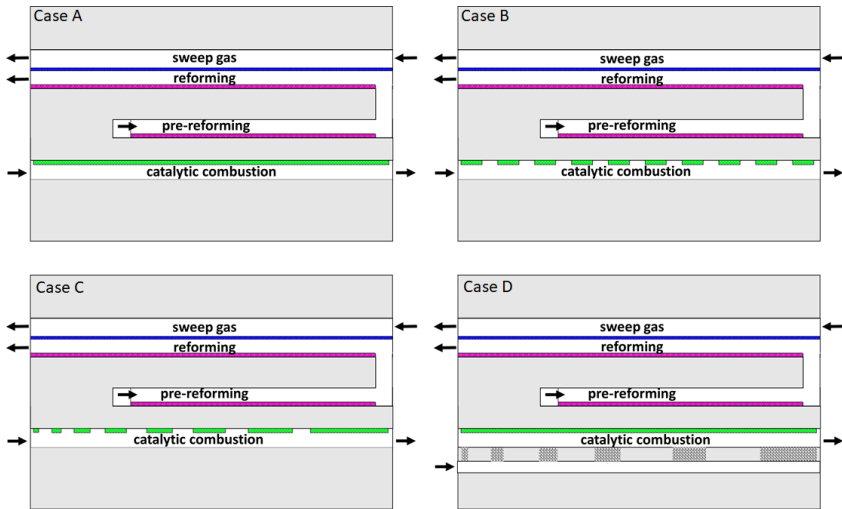 Case A
sweep gas
reforming
pre-reforming
catalytic combustion
Case B
sweep gas
reforming
pre-reforming
catalytic combustion
Case C
sweep gas
reforming
pre-reforming
catalytic combustion
Case D
sweep gas
reforming
pre-reforming
catalytic combustion